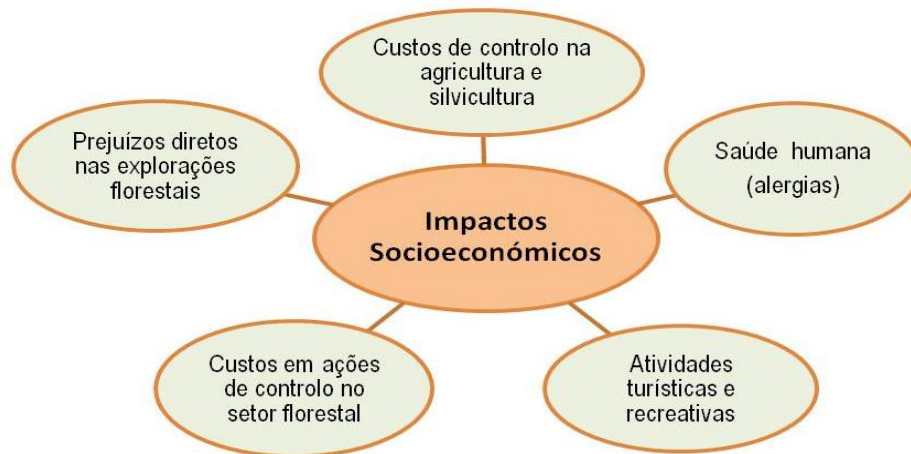 Custos de controlo na
agricultura e
silvicultura
Prejuízos diretos
nas explorações
florestais
Saúde humana
(alergias)
Impactos
Socioeconómicos
Custos em ações
de controlo no
setor florestal
Atividades
turísticas e
recreativas